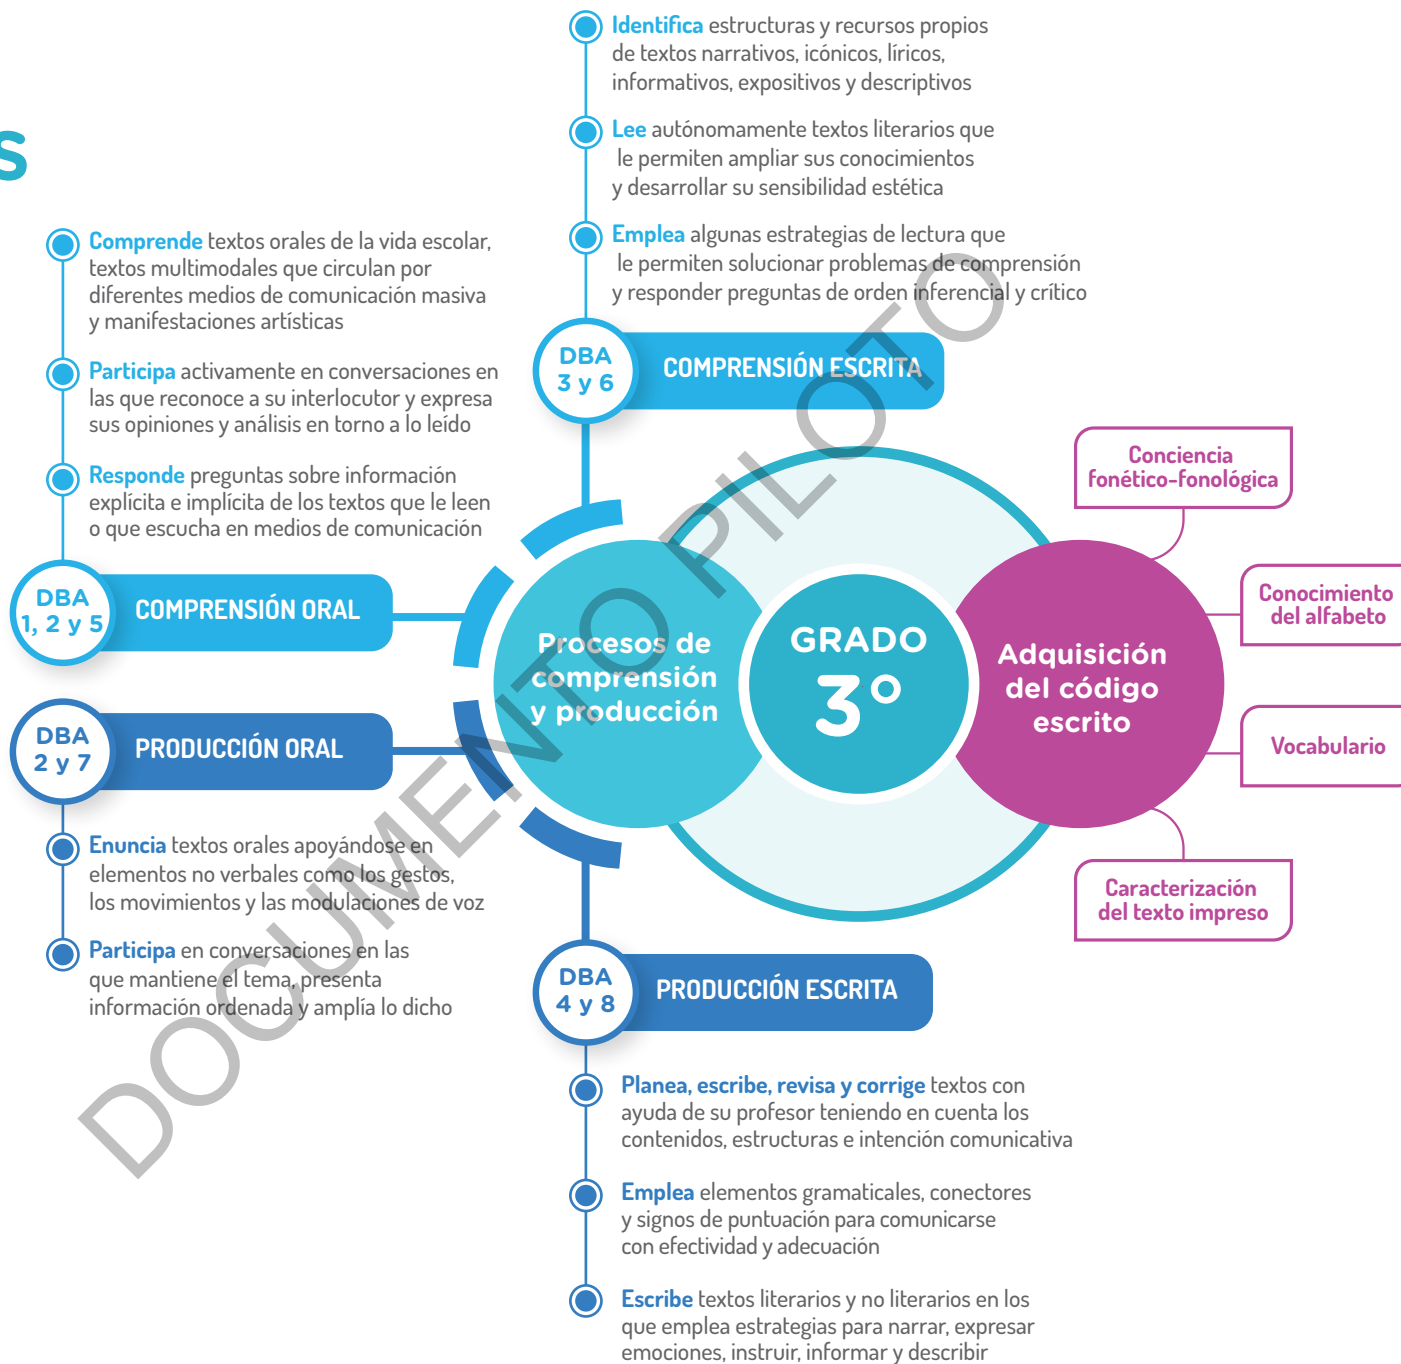 s
Identifica estructuras y recursos propios
de textos narrativos, icónicos, líricos,
informativos, expositivos y descriptivos
Lee autónomamente textos literarios que
le permiten ampliar sus conocimientos
y desarrollar su sensibilidad estética
Emplea algunas estrategias de lectura que
le permiten solucionar problemas de comprensión
y responder preguntas de orden inferencial y crítico
DBA
3 y 6
COMPRENSIÓN ESCRITA
Comprende textos orales de la vida escolar,
textos multimodales que circulan por
diferentes medios de comunicación masiva
y manifestaciones artísticas
Participa activamente en conversaciones en
las que reconoce a su interlocutor y expresa
sus opiniones y análisis en torno a lo leído
Responde preguntas sobre información
explícita e implícita de los textos que le leen
o que escucha en medios de comunicación
DBA
1, 2 y 5
COMPRENSIÓN ORAL
DBA
2 y 7
PRODUCCIÓN ORAL
Enuncia textos orales apoyándose en
elementos no verbales como los gestos,
los movimientos y las modulaciones de voz
Participa en conversaciones en las
que mantiene el tema, presenta
información ordenada y amplía lo dicho
Procesos de
comprensión
y producción
GRADO
3°
Adquisición
del código
escrito
Conciencia
fonético-fonológica
Conocimiento
del alfabeto
Vocabulario
Caracterización
del texto impreso
DBA
4 y 8
PRODUCCIÓN ESCRITA
Planea, escribe, revisa y corrige textos con
ayuda de su profesor teniendo en cuenta los
contenidos, estructuras e intención comunicativa
Emplea elementos gramaticales, conectores
y signos de puntuación para comunicarse
con efectividad y adecuación
Escribe textos literarios y no literarios en los
que emplea estrategias para narrar, expresar
emociones, instruir, informar y describir
DOCUMENTO PILOTO